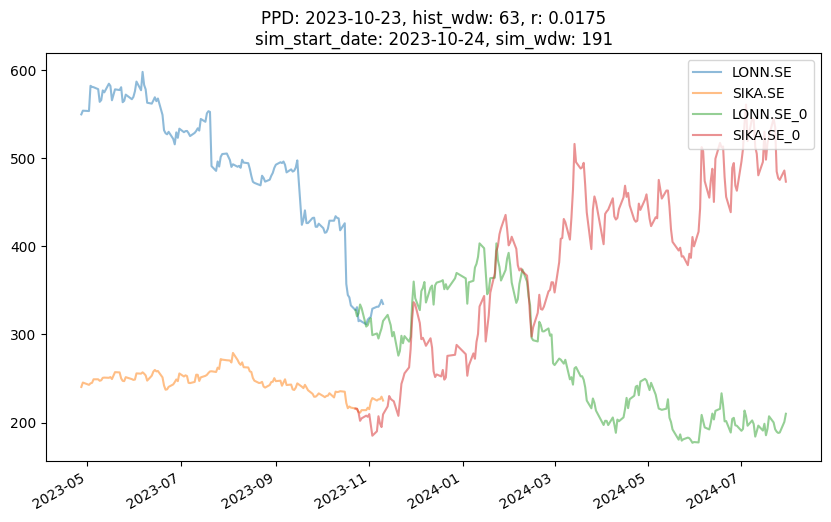 PPD: 2023-10-23, hist_wdw: 63, r: 0.0175
sim_start_date: 2023-10-24, sim_wdw: 191
600
500
400
300
200
LONN.SE
SIKA.SE
LONN.SE_0
SIKA.SE_0
2023-05
2023-07
2023-09
2023-11
2024-01
2024-03
2024-05
2024-07